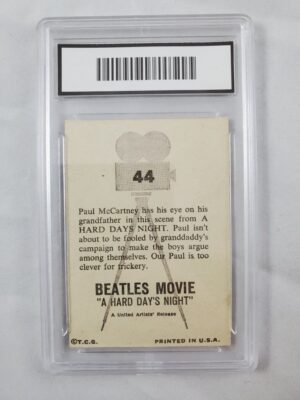 44
Paul McCartney has his eye on his
grandfather in this scene from A
HARD DAYS NIGHT. Paul isn't
about to be fooled by granddaddy's
campaign to make the boys argue
among themselves. Our Paul is too
clever for trickery.
BEATLES MOVIE
"A HARD DAY'S NIGHT"
A United Artists' Release
©T.C.G. PRINTED IN U.S.A.